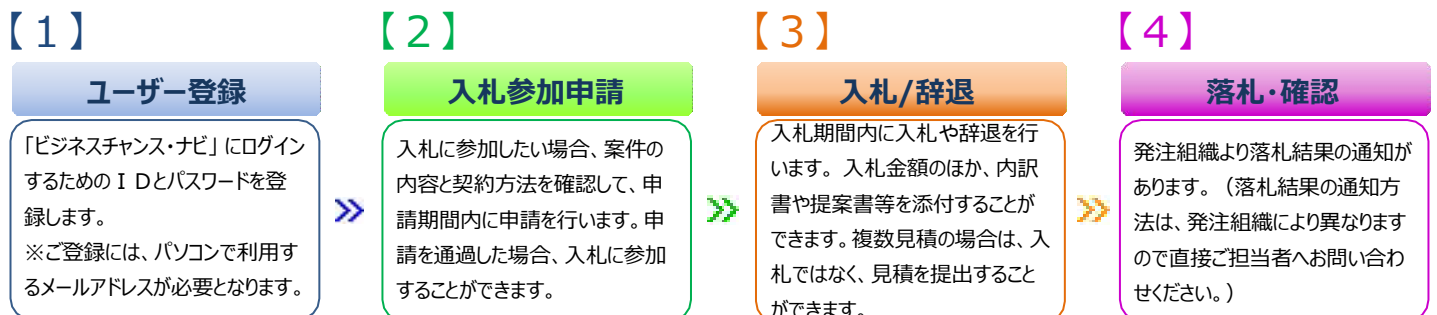 【１】
ユーザー登録
「ビジネスチャンス・ナビ」にログイン
するためのＩＤとパスワードを登
録します。
※ご登録には、パソコンで利用す
るメールアドレスが必要となります。
【２】
入札参加申請
入札に参加したい場合、案件の
内容と契約方法を確認して、申
請期間内に申請を行います。申
請を通過した場合、入札に参加
することができます。
【３】
入札/辞退
入札期間内に入札や辞退を行
います。入札金額のほか、内訳
書や提案書等を添付することが
できます。複数見積の場合は、入
札ではなく、見積を提出すること
ができます。
【４】
落札・確認
発注組織より落札結果の通知が
あります。（落札結果の通知方
法は、発注組織により異なります
ので直接ご担当者へお問い合わ
せください。）